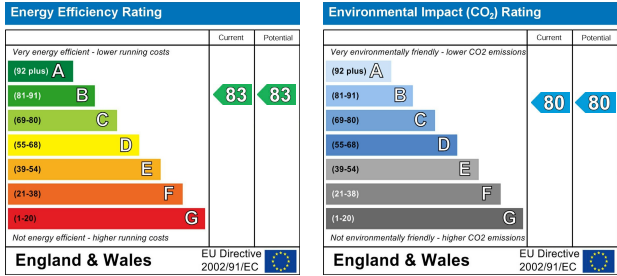 Energy Efficiency Rating
Current Potential
Very energy efficient - lower running costs
(92 plus) A
(81-91) B
(69-80) C
(55-68) D
(39-54) E
(21-38) F
(1-20) G
83 83
Not energy efficient - higher running costs
England & Wales
EU Directive
2002/91/EC
Environmental Impact (CO2) Rating
Current Potential
Very environmentally friendly - lower CO2 emissions
(92 plus) A
(81-91) B
(69-80) C
(55-68) D
(39-54) E
(21-38) F
(1-20) G
80 80
Not environmentally friendly - higher CO2 emissions
England & Wales
EU Directive
2002/91/EC